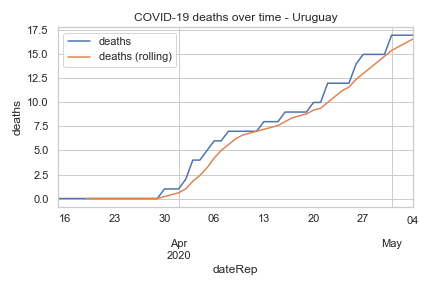 COVID-19 deaths over time - Uruguay
deaths
deaths (rolling)
17.5
15.0
12.5
10.0
7.5
5.0
2.5
0.0
deaths
16 23 30 06 13 20 27 04
Apr May
2020
dateRep